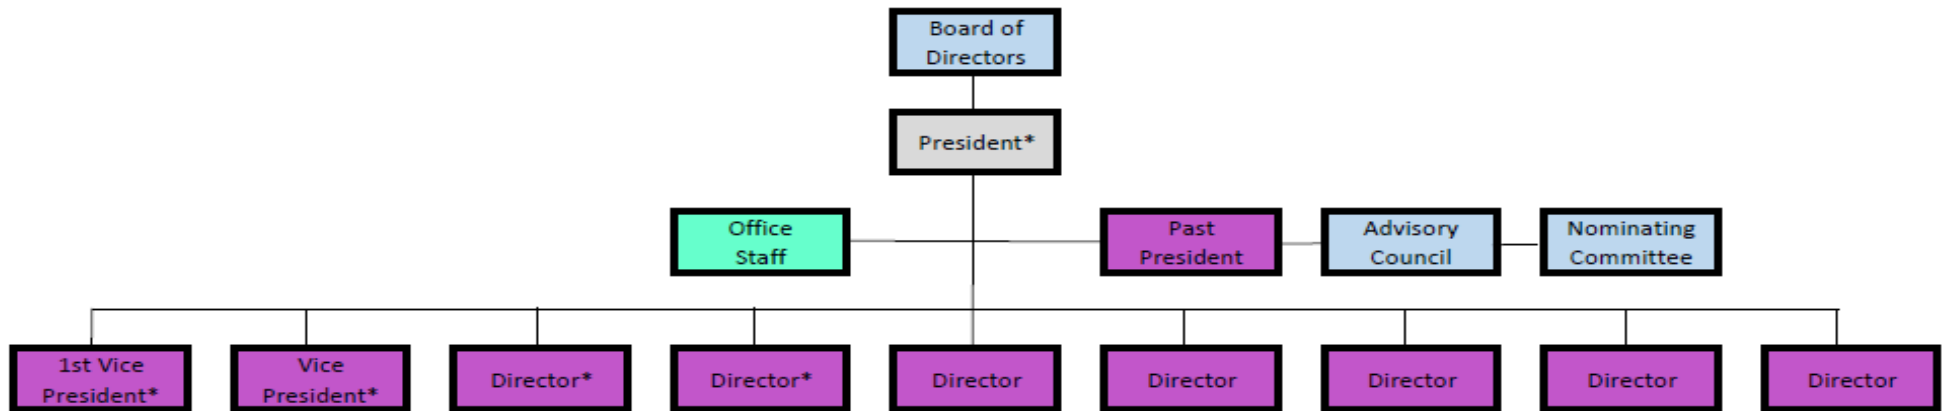 Board of
Directors
President*
Office
Staff
Past
President
Advisory
Council
Nominating
Committee
1st Vice
President*
Vice
President*
Director*
Director*
Director
Director
Director
Director
Director